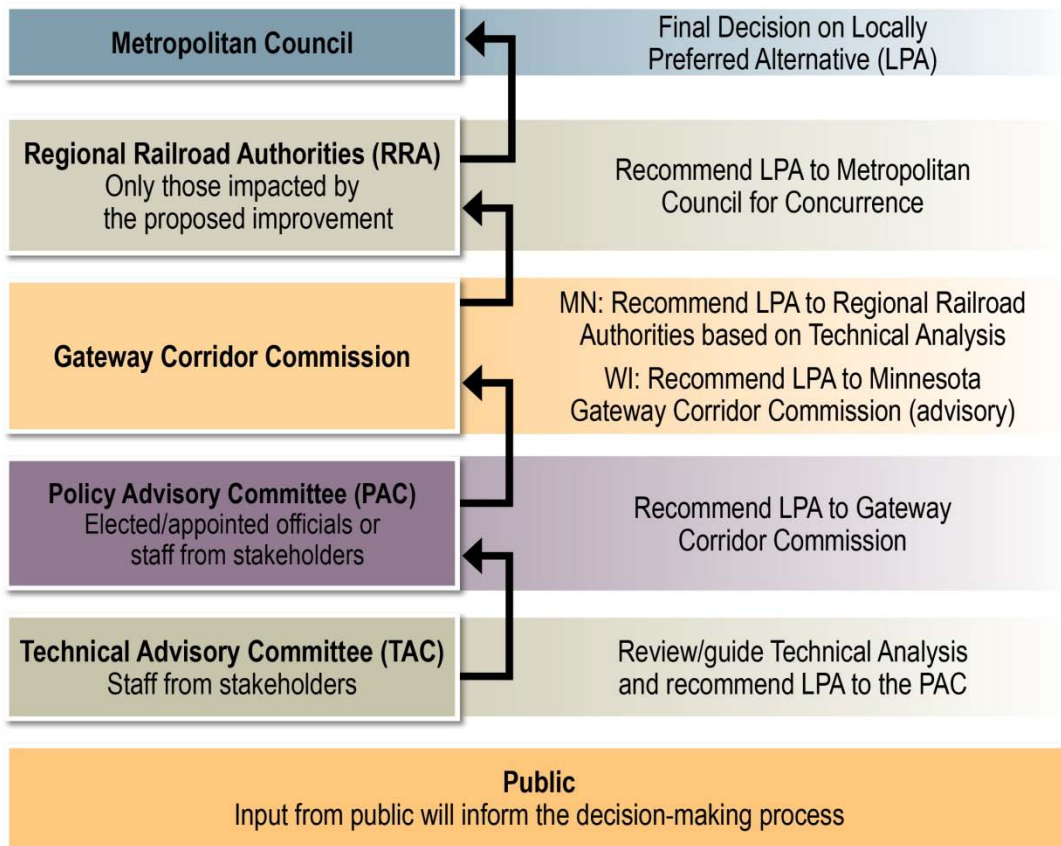 Metropolitan Council
Final Decision on Locally
Preferred Alternative (LPA)
Regional Railroad Authorities (RRA)
Only those impacted by
the proposed improvement
Recommend LPA to Metropolitan
Council for Concurrence
Gateway Corridor Commission
MN: Recommend LPA to Regional Railroad
Authorities based on Technical Analysis
WI: Recommend LPA to Minnesota
Gateway Corridor Commission (advisory)
Policy Advisory Committee (PAC)
Elected/appointed officials or
staff from stakeholders
Recommend LPA to Gateway
Corridor Commission
Technical Advisory Committee (TAC)
Staff from stakeholders
Review/guide Technical Analysis
and recommend LPA to the PAC
Public
Input from public will inform the decision-making process